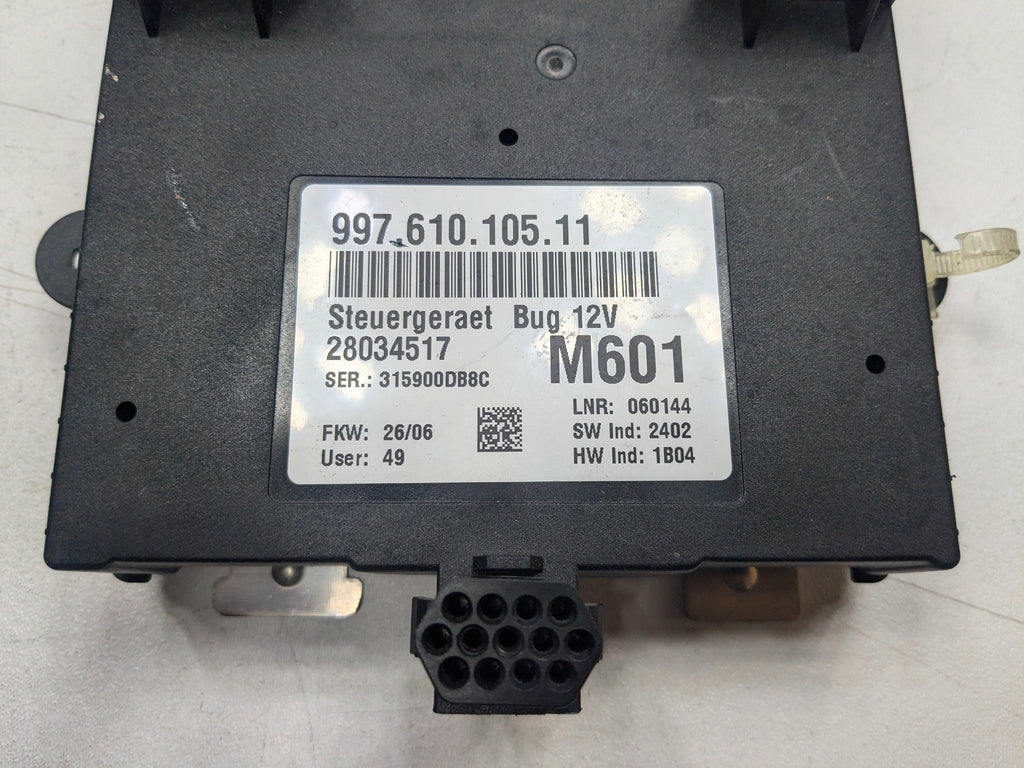 997.610.105.11
Steuergeraet Bug 12V
28034517
M601
SER.: 315900DB8C
LNR: 060144
FKW: 26/06
SW Ind: 2402
User: 49
HW Ind: 1B04